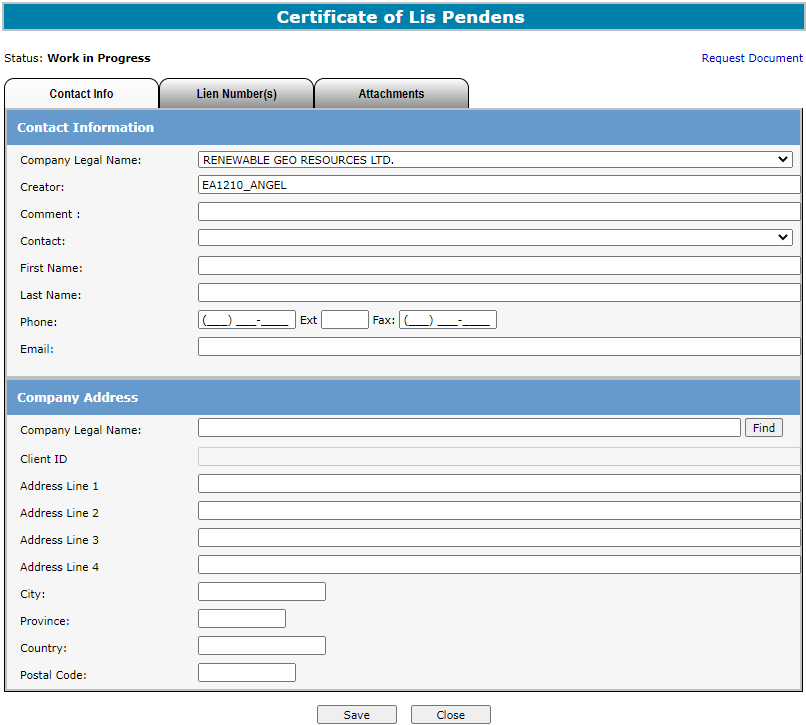 Certificate of Lis Pendens
Status: Work in Progress Request Document
Contact Info Lien Number(s) Attachments
Contact Information
Company Legal Name: RENEWABLE GEO RESOURCES LTD.
Creator: EA1210_ANGEL
Comment :
Contact:
First Name:
Last Name:
Phone: (___) ___-____ Ext Fax: (___) ___-____
Email:
Company Address
Company Legal Name: Find
Client ID
Address Line 1
Address Line 2
Address Line 3
Address Line 4
City:
Province:
Country:
Postal Code:
Save Close